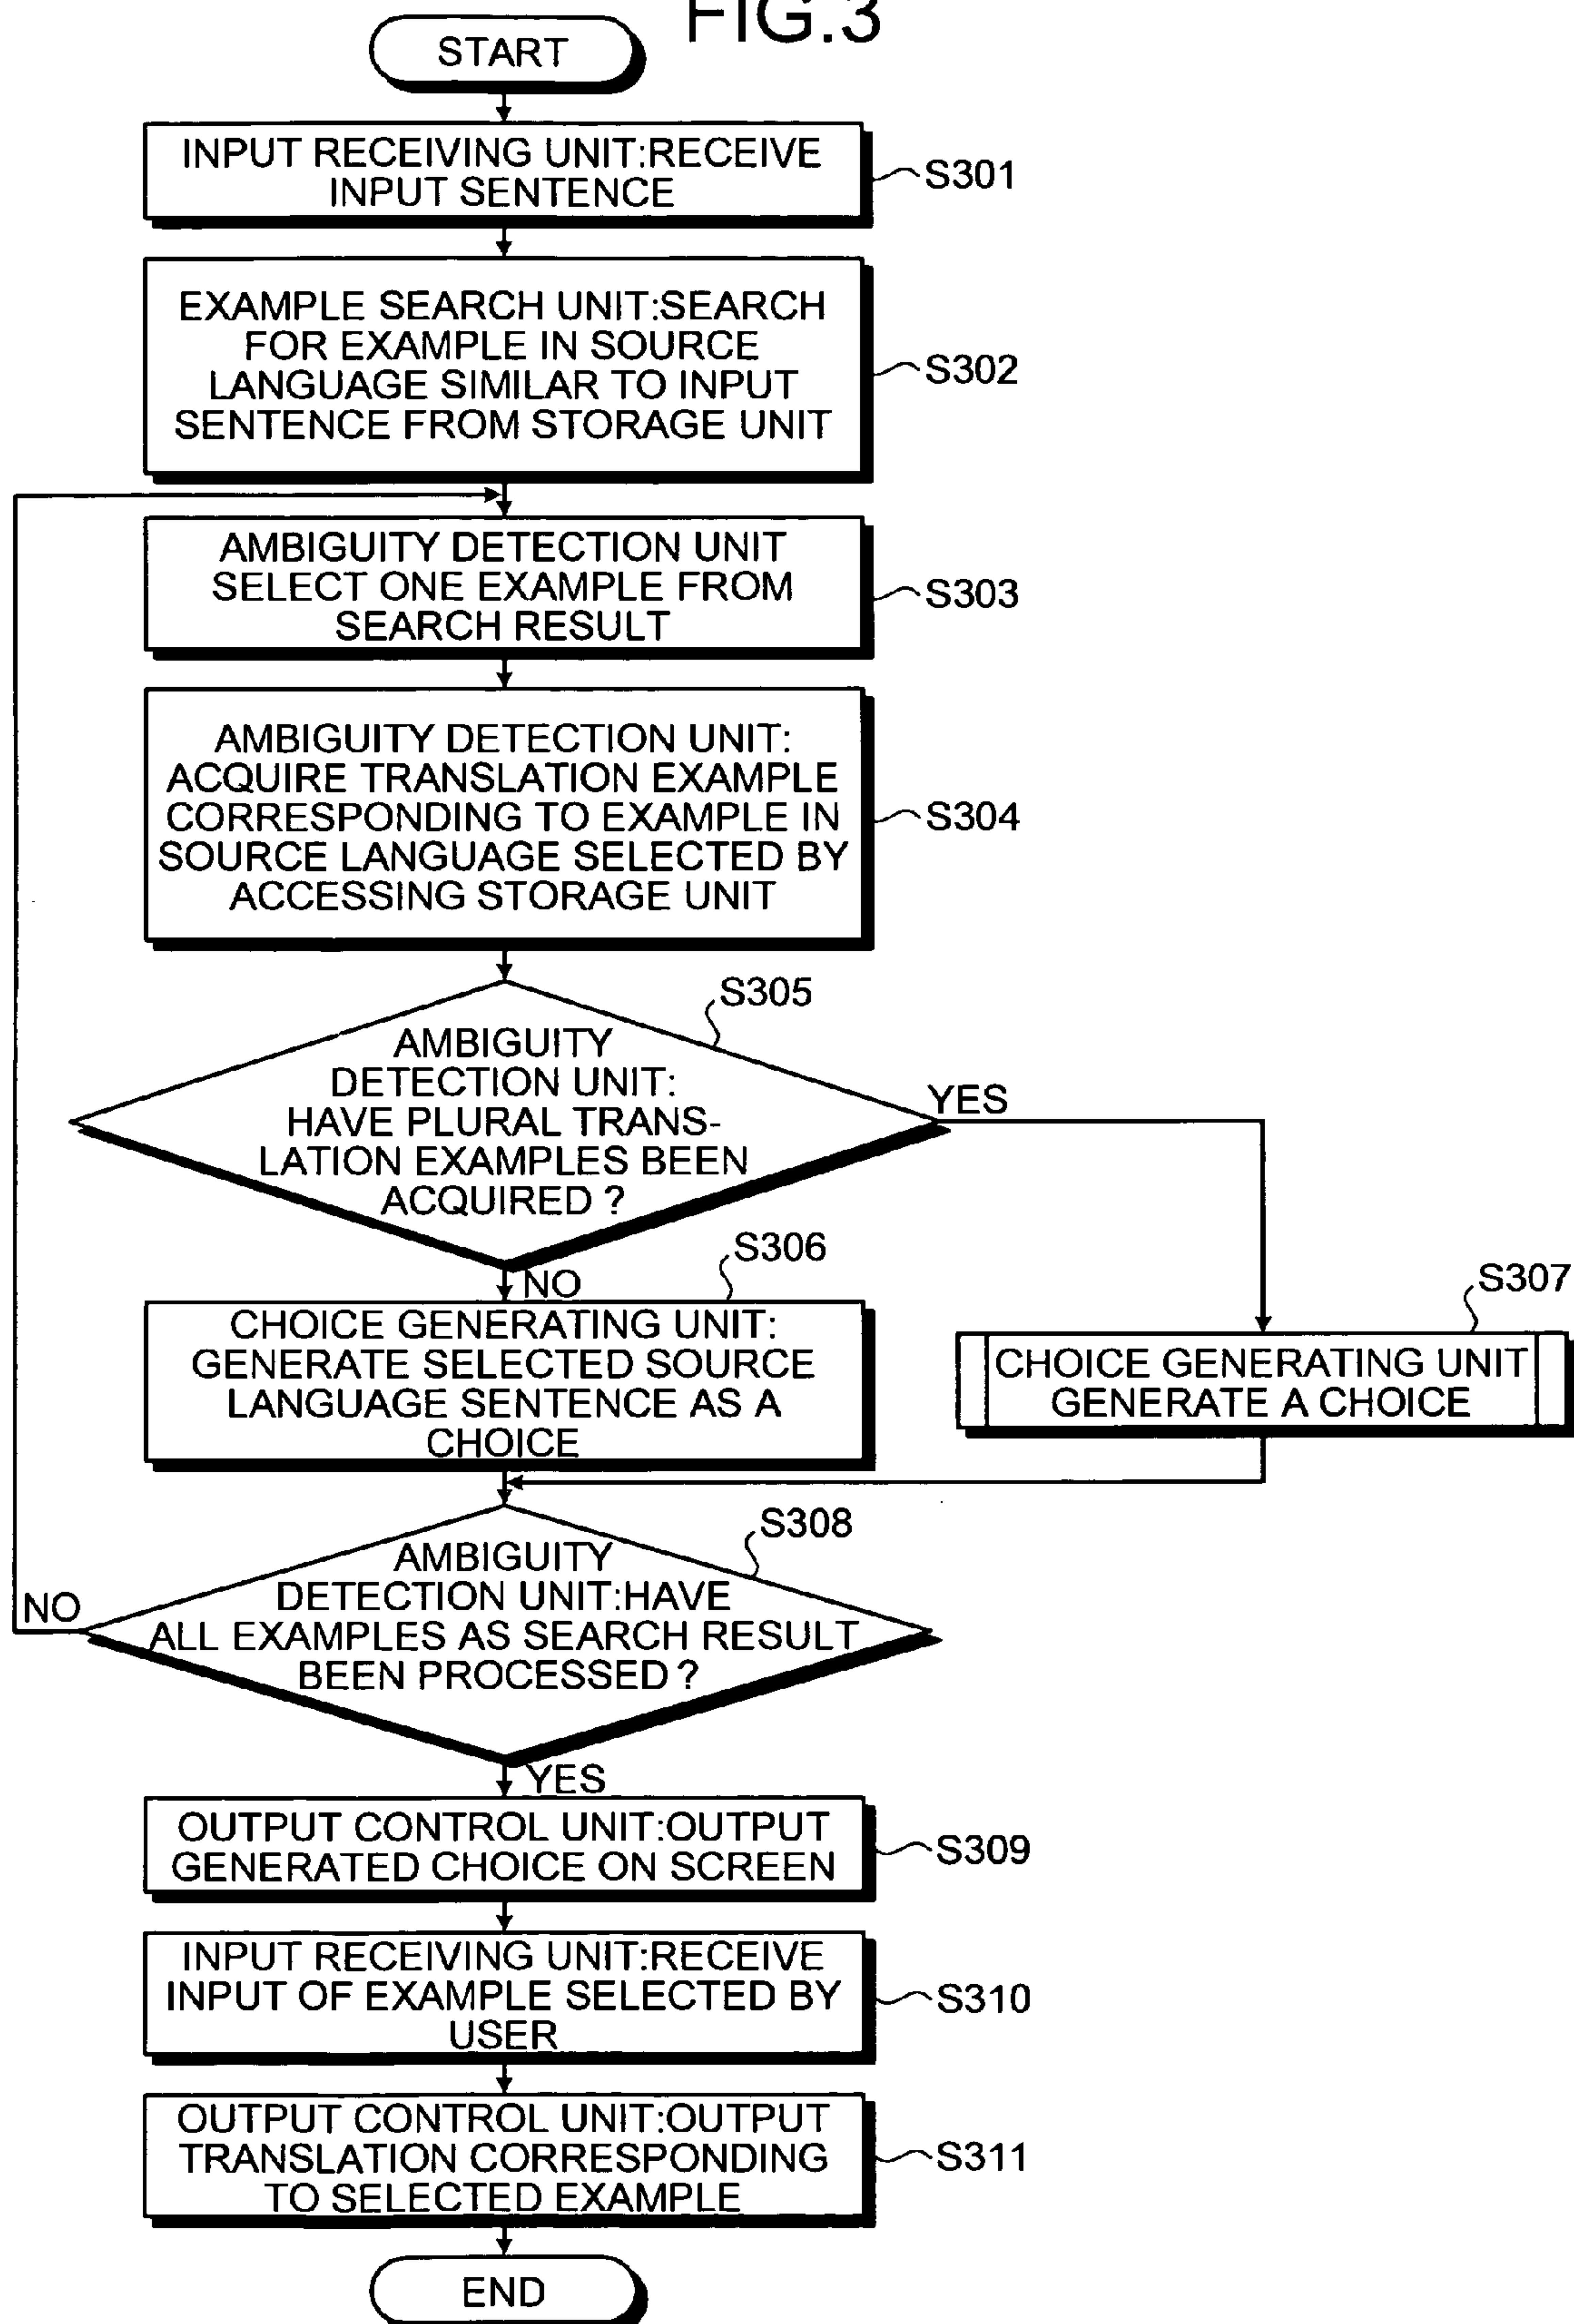 FIG.3
START
INPUT RECEIVING UNIT:RECEIVE
INPUT SENTENCE
S301
EXAMPLE SEARCH UNIT:SEARCH
FOR EXAMPLE IN SOURCE
LANGUAGE SIMILAR TO INPUT
SENTENCE FROM STORAGE UNIT
S302
AMBIGUITY DETECTION UNIT
SELECT ONE EXAMPLE FROM
SEARCH RESULT
S303
AMBIGUITY DETECTION UNIT:
ACQUIRE TRANSLATION EXAMPLE
CORRESPONDING TO EXAMPLE IN
SOURCE LANGUAGE SELECTED BY
ACCESSING STORAGE UNIT
S304
S305
AMBIGUITY
DETECTION UNIT:
HAVE PLURAL TRANS-
LATION EXAMPLES BEEN
ACQUIRED ?
YES
NO
S306
CHOICE GENERATING UNIT:
GENERATE SELECTED SOURCE
LANGUAGE SENTENCE AS A
CHOICE
S307
CHOICE GENERATING UNIT
GENERATE A CHOICE
S308
AMBIGUITY
DETECTION UNIT:HAVE
ALL EXAMPLES AS SEARCH RESULT
BEEN PROCESSED ?
NO
YES
OUTPUT CONTROL UNIT:OUTPUT
GENERATED CHOICE ON SCREEN
S309
INPUT RECEIVING UNIT:RECEIVE
INPUT OF EXAMPLE SELECTED BY
USER
S310
OUTPUT CONTROL UNIT:OUTPUT
TRANSLATION CORRESPONDING
TO SELECTED EXAMPLE
S311
END